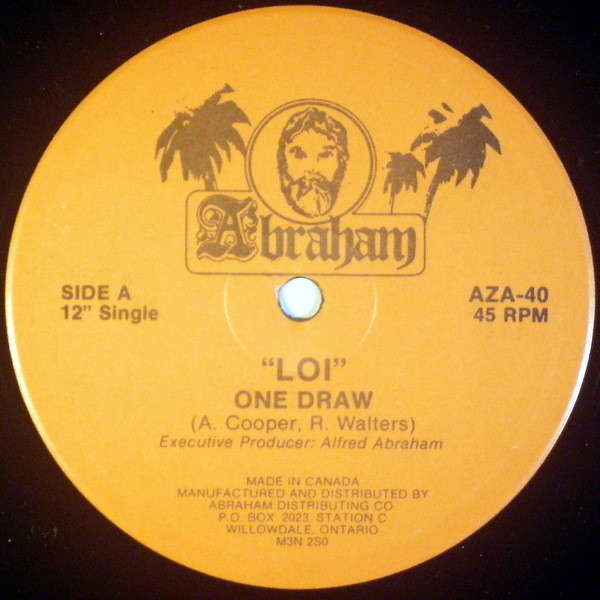 Abraham
SIDE A
12" Single
AZA-40
45 RPM
"LOI"
ONE DRAW
(A. Cooper, R. Walters)
Executive Producer: Alfred Abraham
MADE IN CANADA
MANUFACTURED AND DISTRIBUTED BY
ABRAHAM DISTRIBUTING CO
P.O. BOX. 2023, STATION C
WILLOWDALE, ONTARIO
M3N 2S0